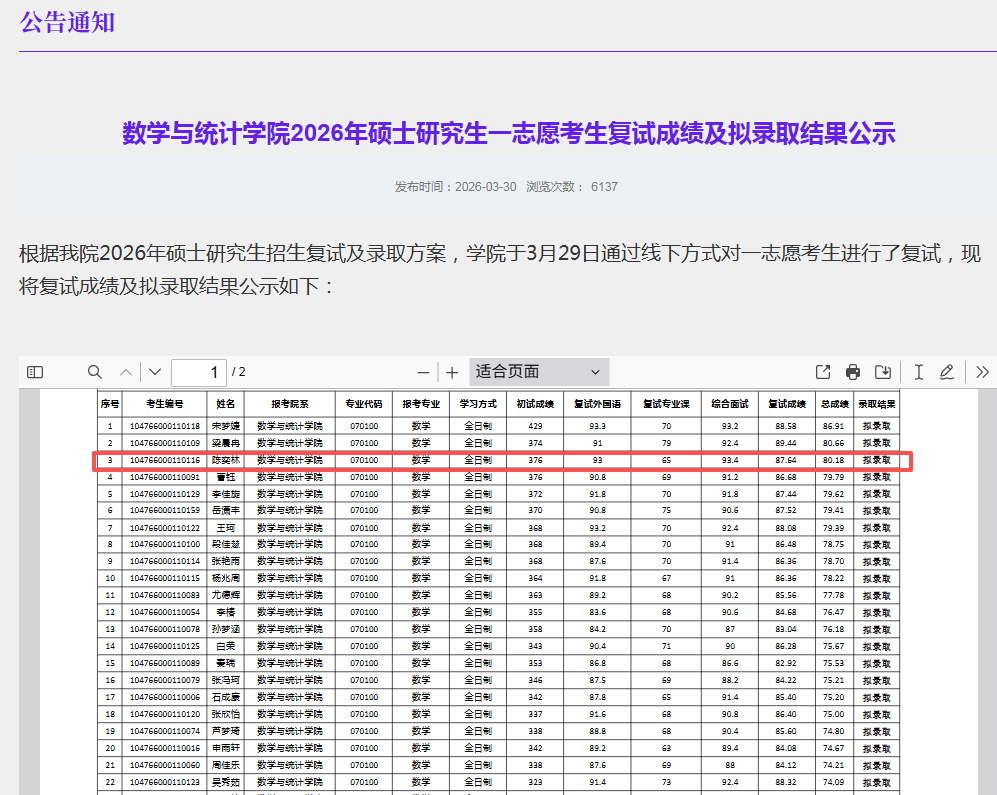 公告通知
数学与统计学院2026年硕士研究生一志愿考生复试成绩及拟录取结果公示
发布时间：2026-03-30 浏览次数： 6137
根据我院2026年硕士研究生招生复试及录取方案，学院于3月29日通过线下方式对一志愿考生进行了复试，现
将复试成绩及拟录取结果公示如下：
1 / 2 适合页面
序号 考生编号 姓名 报考院系 专业代码 报考专业 学习方式 初试成绩 复试外国语 复试专业课 综合面试 复试成绩 总成绩 录取结果
1 104766000110118 宋梦婕 数学与统计学院 070100 数学 全日制 429 93.3 70 93.2 88.58 86.91 拟录取
2 104766000110109 梁晨冉 数学与统计学院 070100 数学 全日制 374 91 79 92.4 89.44 80.66 拟录取
3 104766000110116 陈奕林 数学与统计学院 070100 数学 全日制 376 93 65 93.4 87.64 80.18 拟录取
4 104766000110091 曹钰 数学与统计学院 070100 数学 全日制 376 90.8 69 91.2 86.68 79.79 拟录取
5 104766000110129 李佳旋 数学与统计学院 070100 数学 全日制 372 91.8 70 91.8 87.44 79.62 拟录取
6 104766000110159 岳潇丰 数学与统计学院 070100 数学 全日制 370 90.8 75 90.6 87.52 79.41 拟录取
7 104766000110122 王珂 数学与统计学院 070100 数学 全日制 368 93.2 70 92.4 88.08 79.39 拟录取
8 104766000110100 段佳慈 数学与统计学院 070100 数学 全日制 368 89.4 70 91 86.48 78.75 拟录取
9 104766000110114 张艳雨 数学与统计学院 070100 数学 全日制 368 87.6 70 91.4 86.36 78.70 拟录取
10 104766000110115 杨兆周 数学与统计学院 070100 数学 全日制 364 91.8 67 91 86.36 78.22 拟录取
11 104766000110083 尤德辉 数学与统计学院 070100 数学 全日制 363 89.2 68 90.2 85.56 77.78 拟录取
12 104766000110054 李椿 数学与统计学院 070100 数学 全日制 355 83.6 68 90.6 84.68 76.47 拟录取
13 104766000110078 孙梦涵 数学与统计学院 070100 数学 全日制 358 84.2 70 87 83.04 76.18 拟录取
14 104766000110125 白荣 数学与统计学院 070100 数学 全日制 343 90.4 71 90 86.28 75.67 拟录取
15 104766000110089 秦瑞 数学与统计学院 070100 数学 全日制 353 86.8 68 86.6 82.92 75.53 拟录取
16 104766000110079 张冯珂 数学与统计学院 070100 数学 全日制 346 87.5 69 88.2 84.22 75.21 拟录取
17 104766000110006 石成康 数学与统计学院 070100 数学 全日制 342 87.8 65 91.4 85.40 75.20 拟录取
18 104766000110120 张欣怡 数学与统计学院 070100 数学 全日制 337 91.6 68 90.8 86.40 75.00 拟录取
19 104766000110074 芦梦琦 数学与统计学院 070100 数学 全日制 338 88.8 68 90.4 85.60 74.80 拟录取
20 104766000110016 申雨轩 数学与统计学院 070100 数学 全日制 342 89.2 63 89.4 84.08 74.67 拟录取
21 104766000110060 周佳乐 数学与统计学院 070100 数学 全日制 338 87.6 69 88 84.12 74.21 拟录取
22 104766000110123 吴秀茹 数学与统计学院 070100 数学 全日制 323 91.4 73 92.4 88.32 74.09 拟录取